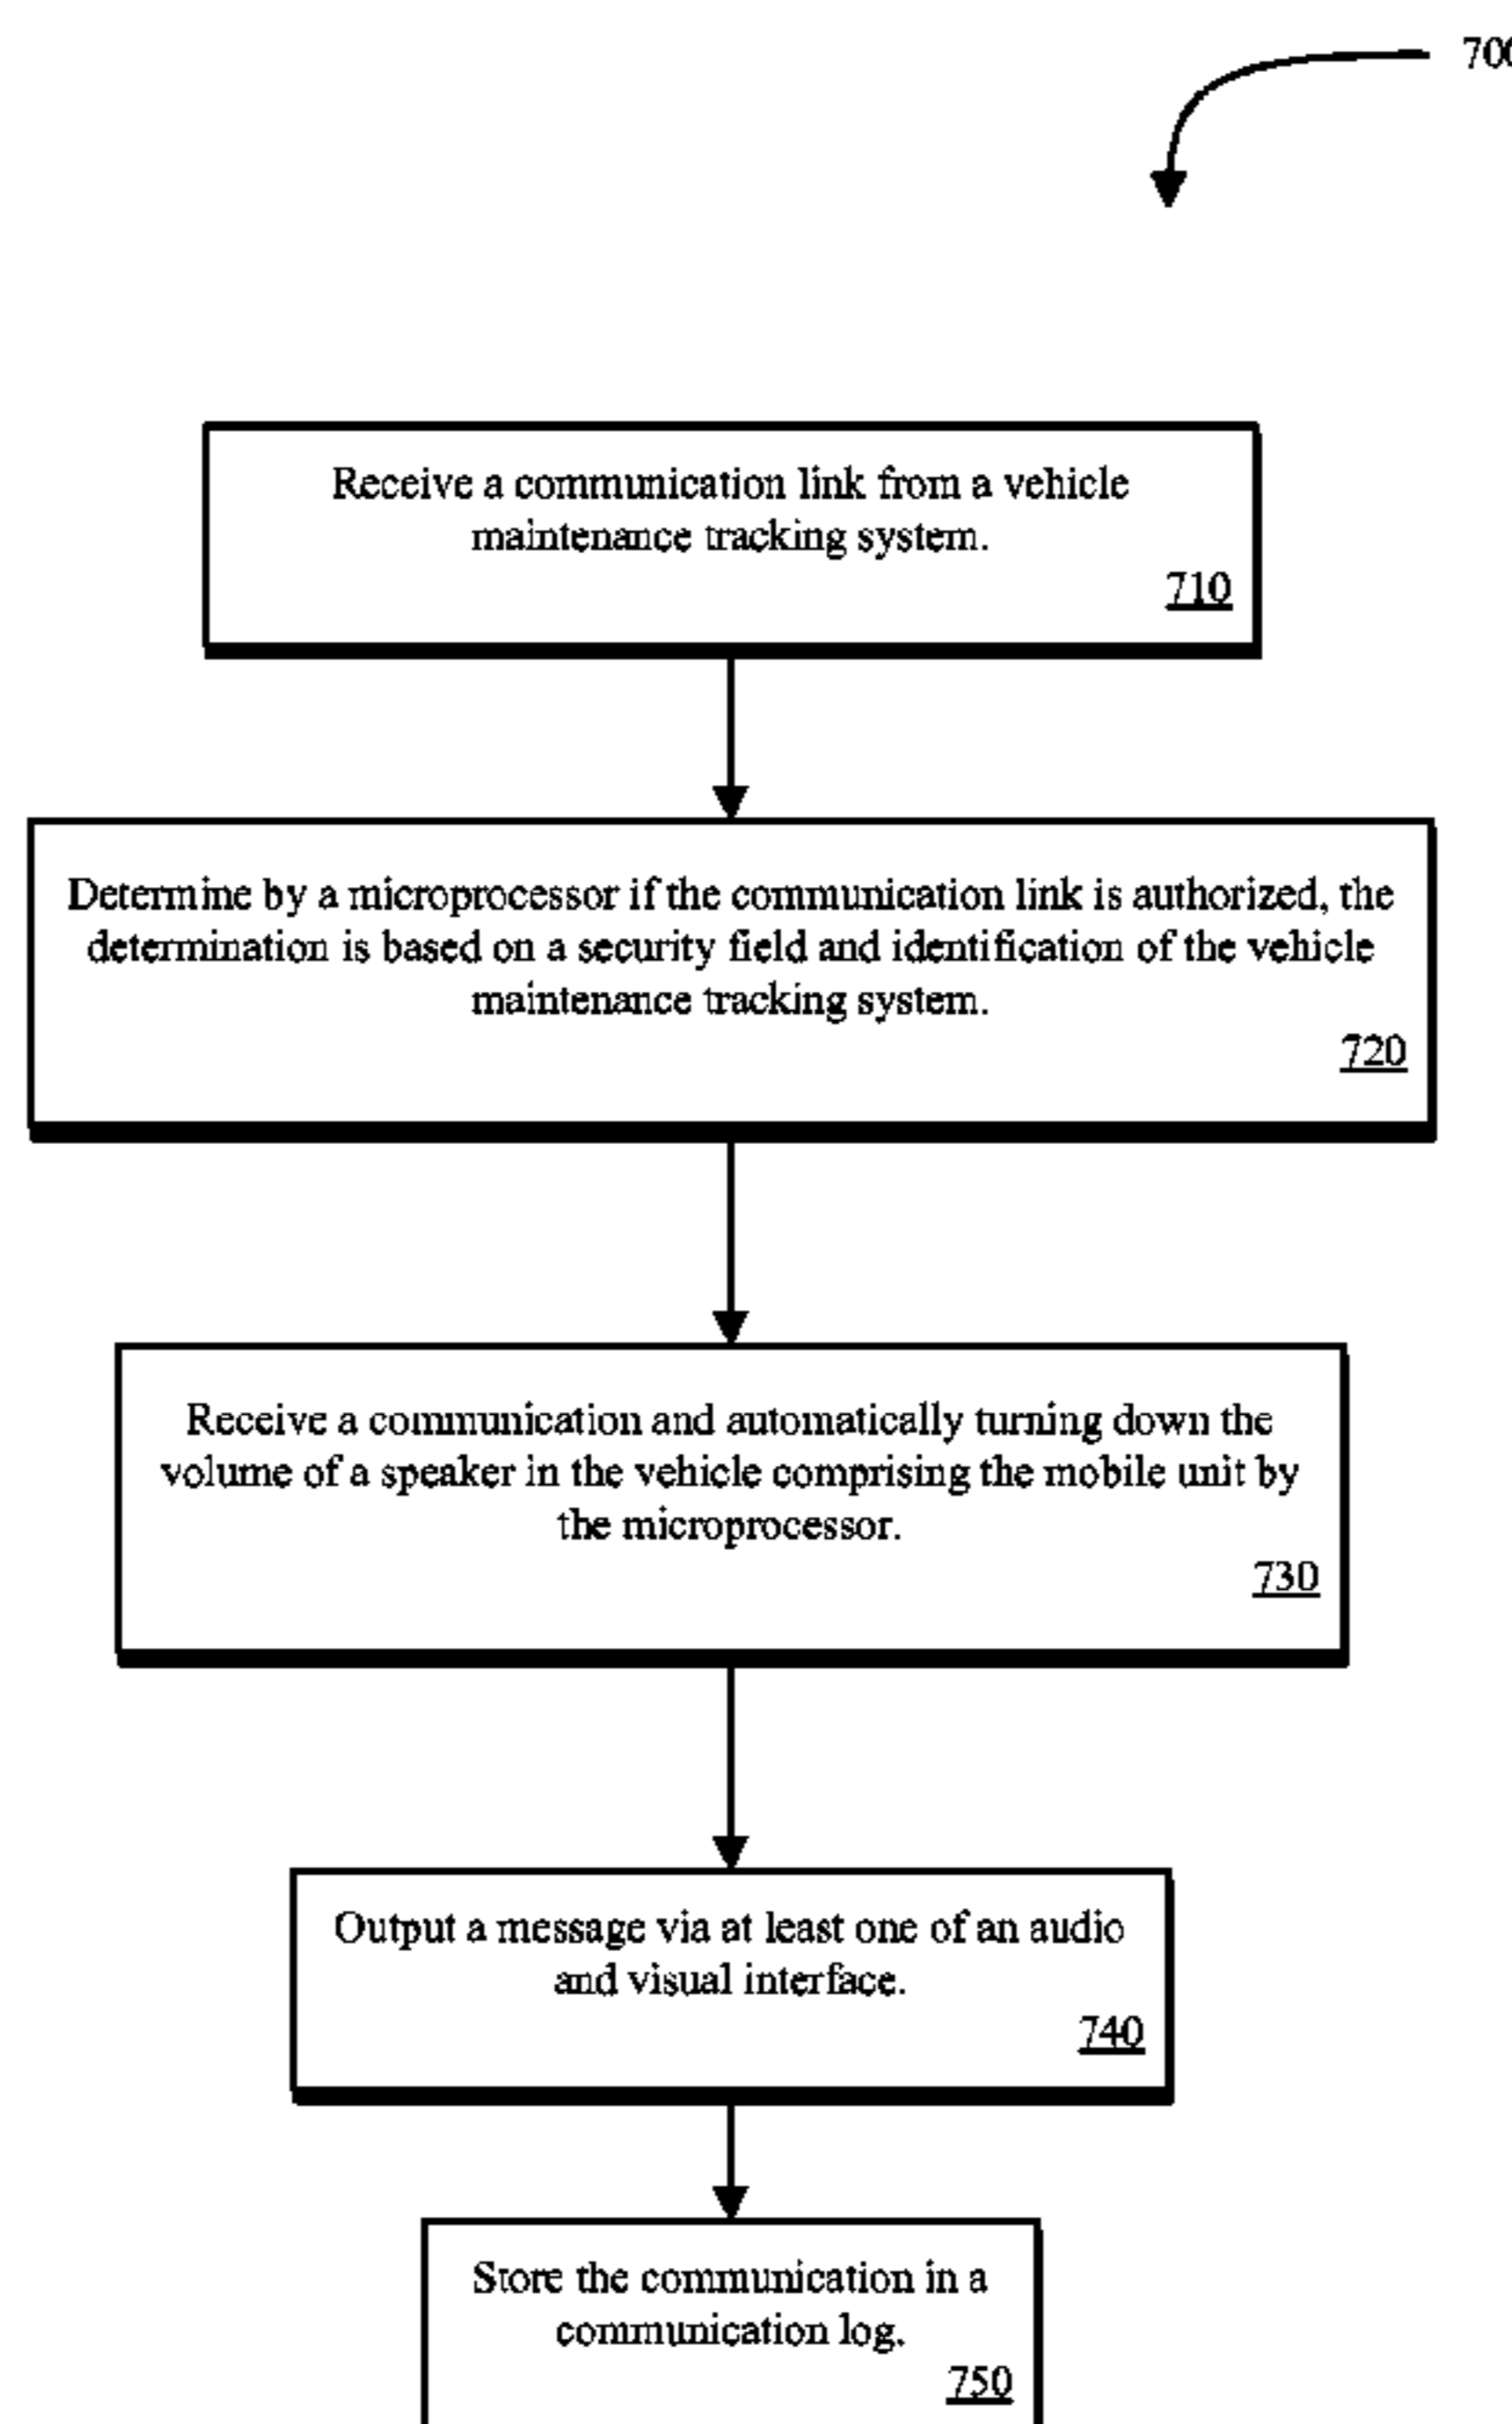 700
Receive a communication link from a vehicle
maintenance tracking system.
710
Determine by a microprocessor if the communication link is authorized, the
determination is based on a security field and identification of the vehicle
maintenance tracking system.
720
Receive a communication and automatically turning down the
volume of a speaker in the vehicle comprising the mobile unit by
the microprocessor.
730
Output a message via at least one of an audio
and visual interface.
740
Store the communication in a
communication log.
750